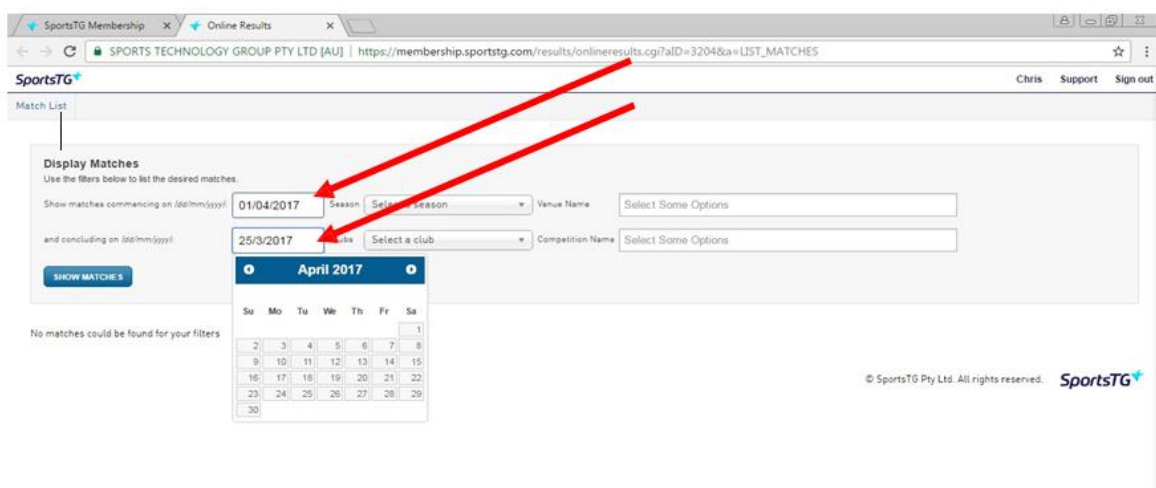 SportsTG Membership Online Results
SPORTS TECHNOLOGY GROUP PTY LTD [AU] | https://membership.sportstg.com/results/onlineresults.cgi?aID=3204&a=LIST_MATCHES
SportsTG Chris Support Sign out
Match List
Display Matches
Use the filters below to list the desired matches.
Show matches commencing on (dd/mm/yyyy) 01/04/2017 Season Select a season Venue Name Select Some Options
and concluding on (dd/mm/yyyy) 25/3/2017 Select a club Competition Name Select Some Options
SHOW MATCHES
April 2017
Su Mo Tu We Th Fr Sa
1
2 3 4 5 6 7 8
9 10 11 12 13 14 15
16 17 18 19 20 21 22
23 24 25 26 27 28 29
30
No matches could be found for your filters
© SportsTG Pty Ltd. All rights reserved. SportsTG